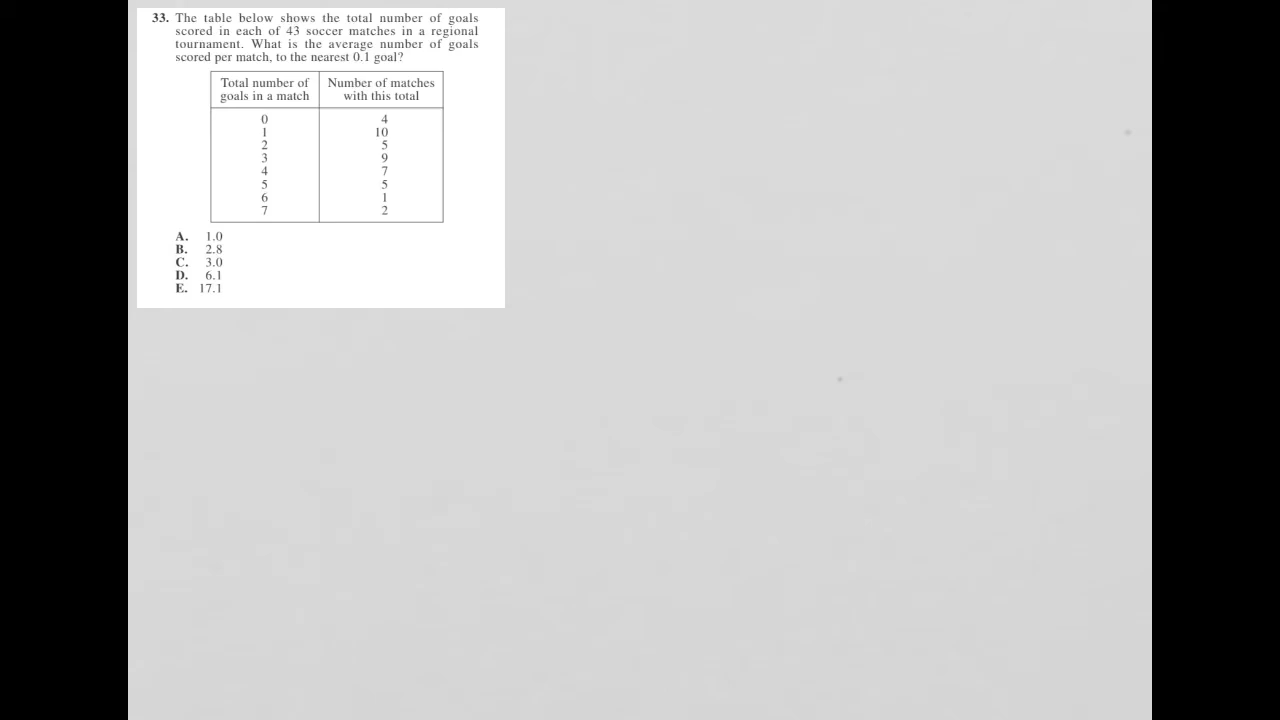 33. The table below shows the total number of goals
scored in each of 43 soccer matches in a regional
tournament. What is the average number of goals
scored per match, to the nearest 0.1 goal?
Total number of goals in a match | Number of matches with this total
0 4
1 10
2 5
3 9
4 7
5 5
6 1
7 2
A. 1.0
B. 2.8
C. 3.0
D. 6.1
E. 17.1